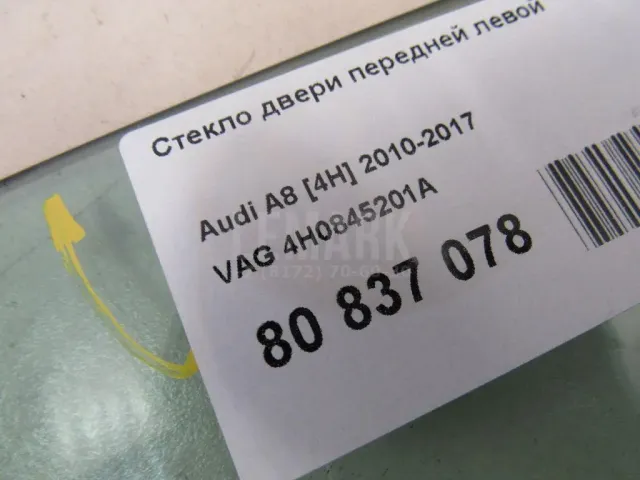 Стекло двери передней левой
Audi A8 [4H] 2010-2017
VAG 4H0845201A
80 837 078